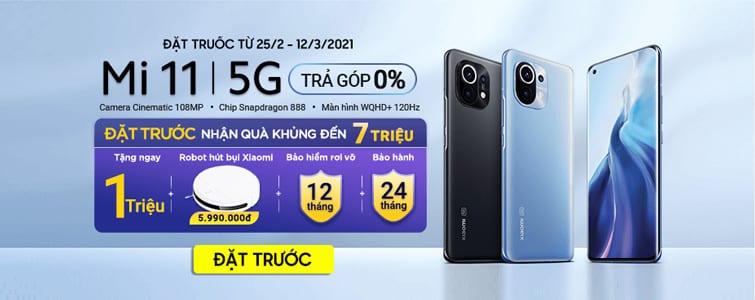 ĐẶT TRƯỚC TỪ 25/2 - 12/3/2021
Mi 11 | 5G TRẢ GÓP 0%
Camera Cinematic 108MP • Chip Snapdragon 888 • Màn hình WQHD+ 120Hz
ĐẶT TRƯỚC NHẬN QUÀ KHỦNG ĐẾN 7 TRIỆU
Tặng ngay
1 Triệu
+
Robot hút bụi Xiaomi
5.990.000đ
+
Bảo hiểm rơi vỡ
12 tháng
+
Bảo hành
24 tháng
ĐẶT TRƯỚC
XIAOMI
XIAOMI